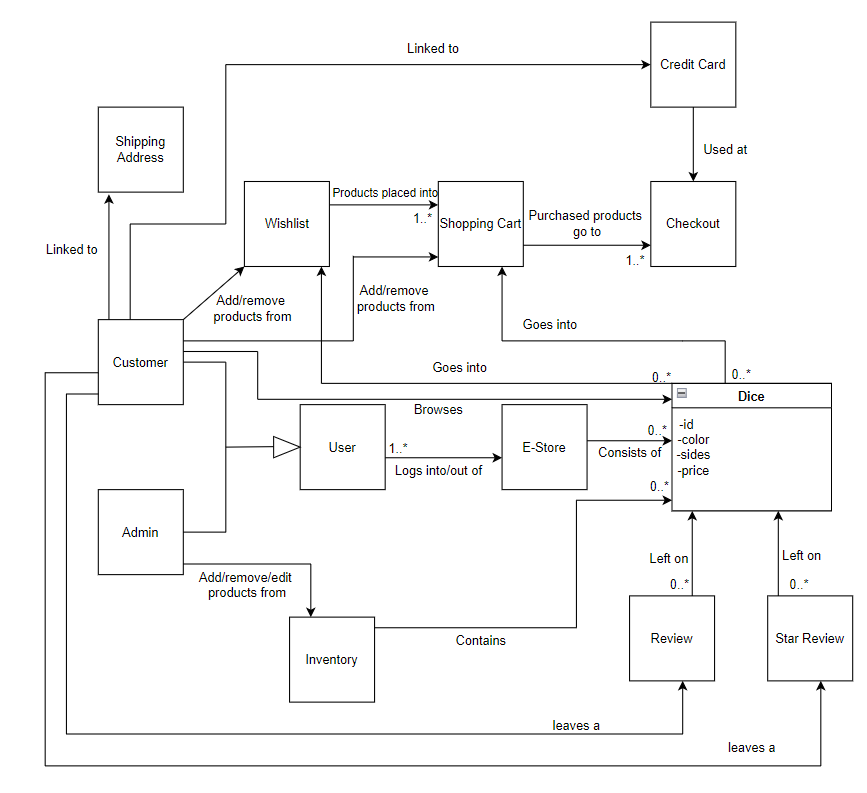 Linked to
Credit Card
Shipping
Address
Used at
Wishlist
Products placed into
1..*
Shopping Cart
Purchased products
go to
1..*
Checkout
Linked to
Add/remove
products from
Add/remove
products from
Goes into
Customer
Goes into
0..*
0..*
Dice
-id
-color
-sides
-price
Browses
User
1..*
Logs into/out of
E-Store
0..*
Consists of
0..*
Admin
Add/remove/edit
products from
Left on
0..*
Left on
0..*
Inventory
Contains
Review
Star Review
leaves a
leaves a